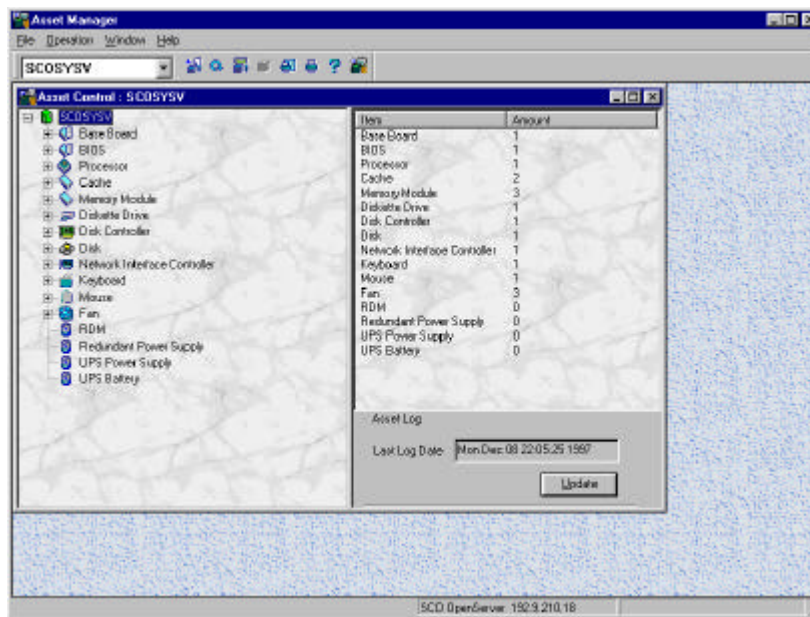 Asset Manager
File Operation Window Help
SCOSYSV
Asset Control : SCOSYSV
SCOSYSV
Base Board
BIOS
Processor
Cache
Memory Module
Diskette Drive
Disk Controller
Disk
Network Interface Controller
Keyboard
Mouse
Fan
RDM
Redundant Power Supply
UPS Power Supply
UPS Battery
Item Amount
Base Board 1
BIOS 1
Processor 1
Cache 2
Memory Module 3
Diskette Drive 1
Disk Controller 1
Disk 1
Network Interface Controller 1
Keyboard 1
Mouse 1
Fan 3
RDM 0
Redundant Power Supply 0
UPS Power Supply 0
UPS Battery 0
Asset Log
Last Log Date Mon Dec 08 22:05:25 1997
Update
SCO OpenServer 192.9.210.18